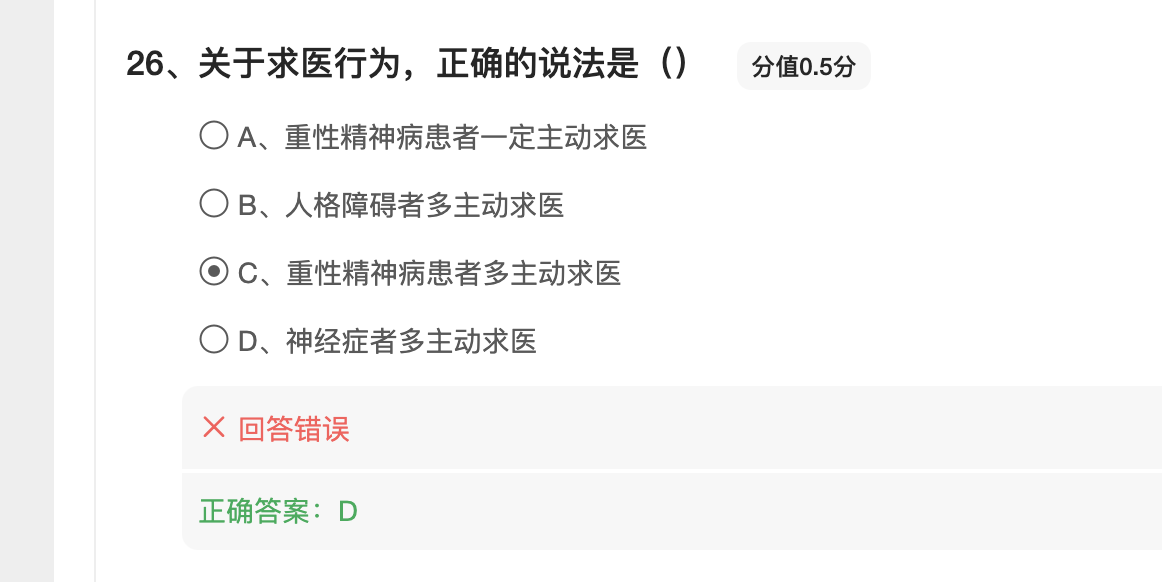 26、关于求医行为，正确的说法是（） 分值0.5分
A、重性精神病患者一定主动求医
B、人格障碍者多主动求医
C、重性精神病患者多主动求医
D、神经症者多主动求医
回答错误
正确答案：D